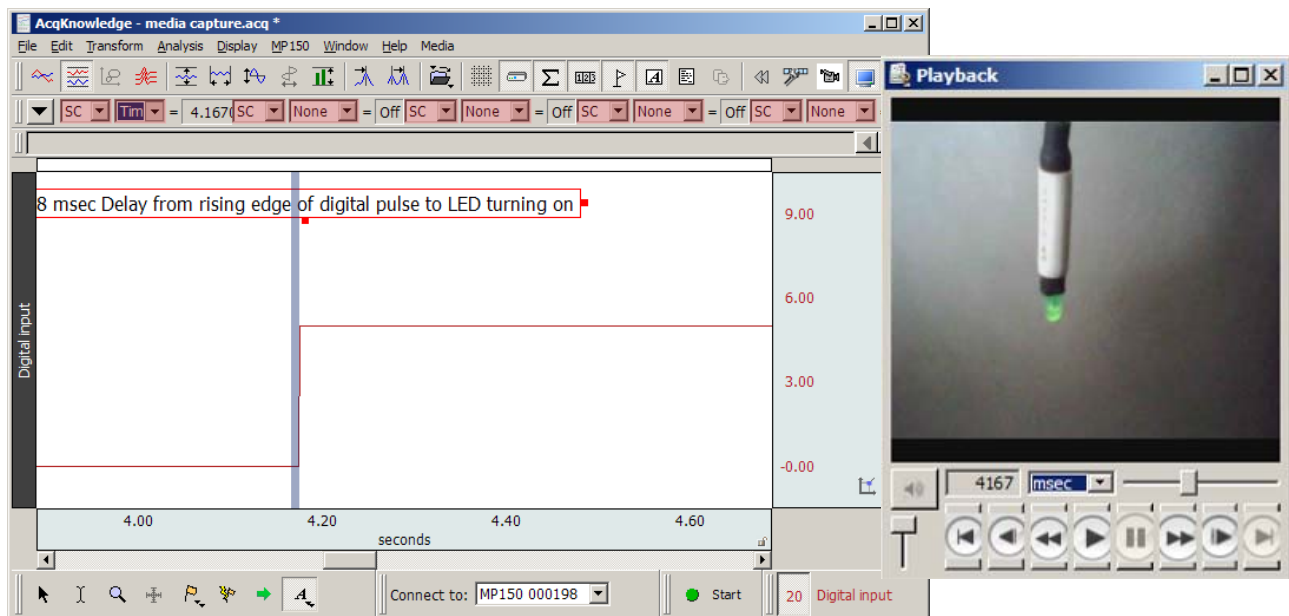 AcqKnowledge - media capture.acq *
File Edit Transform Analysis Display MP150 Window Help Media
SC Tim = 4.167( SC None = Off SC None = Off SC None = Off SC None =
8 msec Delay from rising edge of digital pulse to LED turning on
Digital input
9.00
6.00
3.00
-0.00
4.00 4.20 4.40 4.60
seconds
Connect to: MP150 000198 Start 20 Digital input
Playback
4167 msec